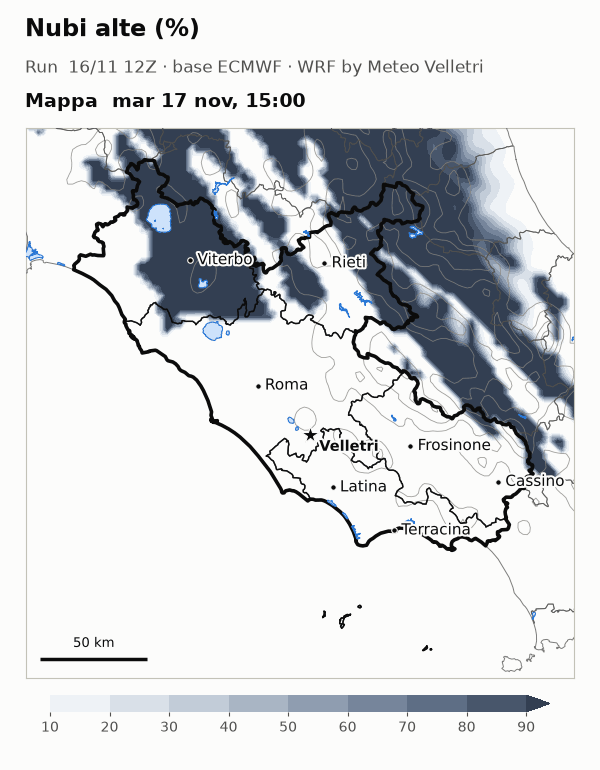 Nubi alte (%)
Run  16/11 12Z · base ECMWF · WRF by Meteo Velletri
Mappa  mar 17 nov, 15:00
Viterbo
Rieti
Roma
Velletri
Frosinone
Cassino
Latina
Terracina
50 km
10 20 30 40 50 60 70 80 90